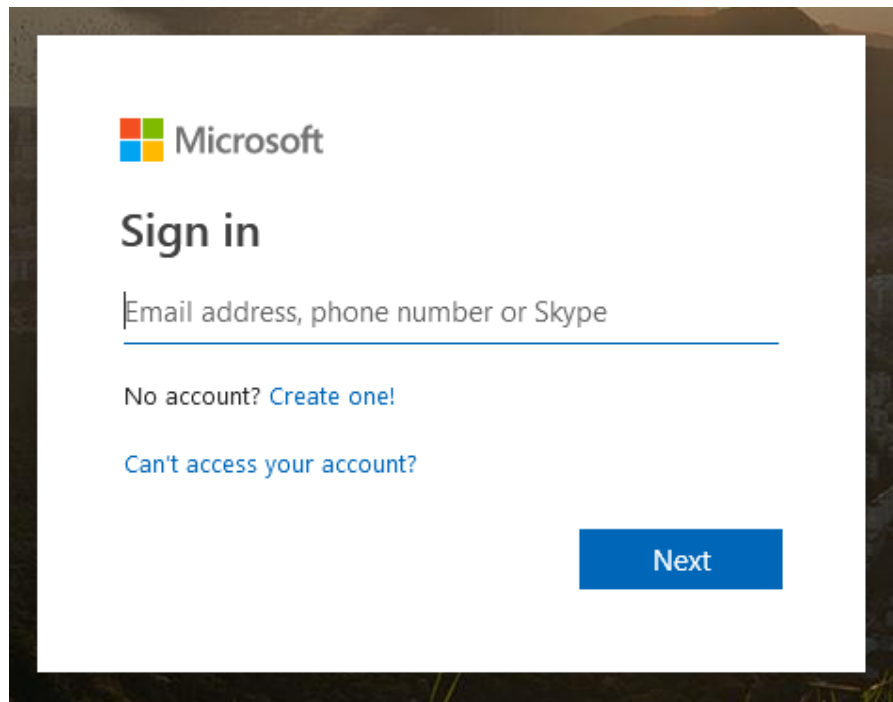 Microsoft
Sign in
Email address, phone number or Skype
No account? Create one!
Can't access your account?
Next